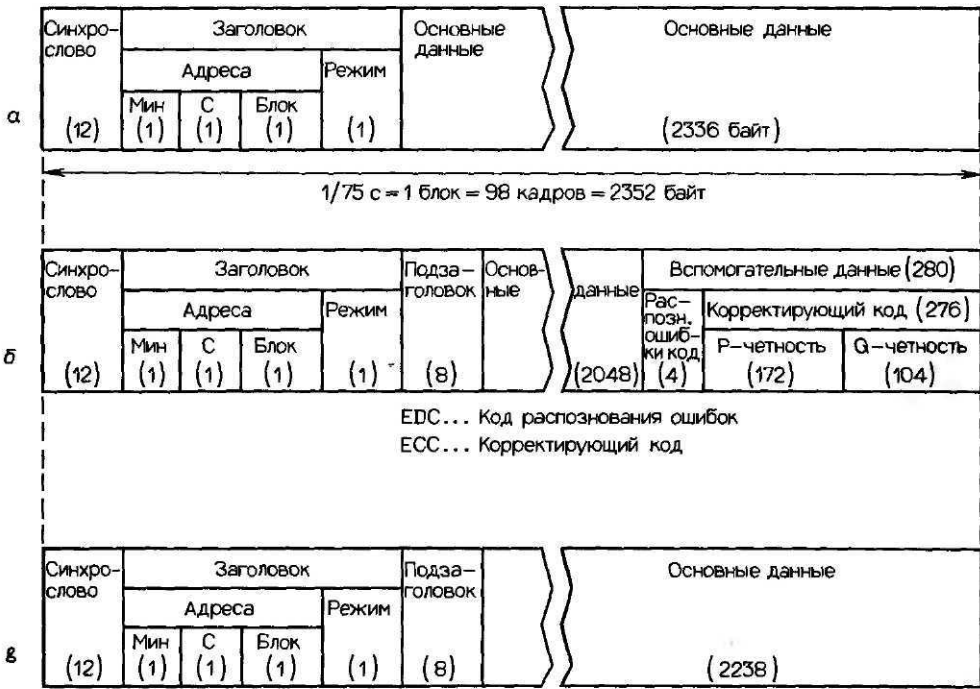 Синхро-
слово
Заголовок
Основные
данные
Основные данные
Адреса
Режим
Мин
С
Блок
а
(12)
(1)
(1)
(1)
(1)
(2336 байт)
1/75 с = 1 блок = 98 кадров = 2352 байт
Синхро-
слово
Заголовок
Подза-
головок
Основ-
ные
данные
Вспомогательные данные (280)
Адреса
Режим
Рас-
позн.
ошиб-
ки код
Корректирующий код (276)
Мин
С
Блок
P-четность
Q-четность
б
(12)
(1)
(1)
(1)
(1)
(8)
(2048)
(4)
(172)
(104)
EDC... Код распознования ошибок
ECC... Корректирующий код
Синхро-
слово
Заголовок
Подза-
головок
Основные данные
Адреса
Режим
Мин
С
Блок
в
(12)
(1)
(1)
(1)
(1)
(8)
(2238)